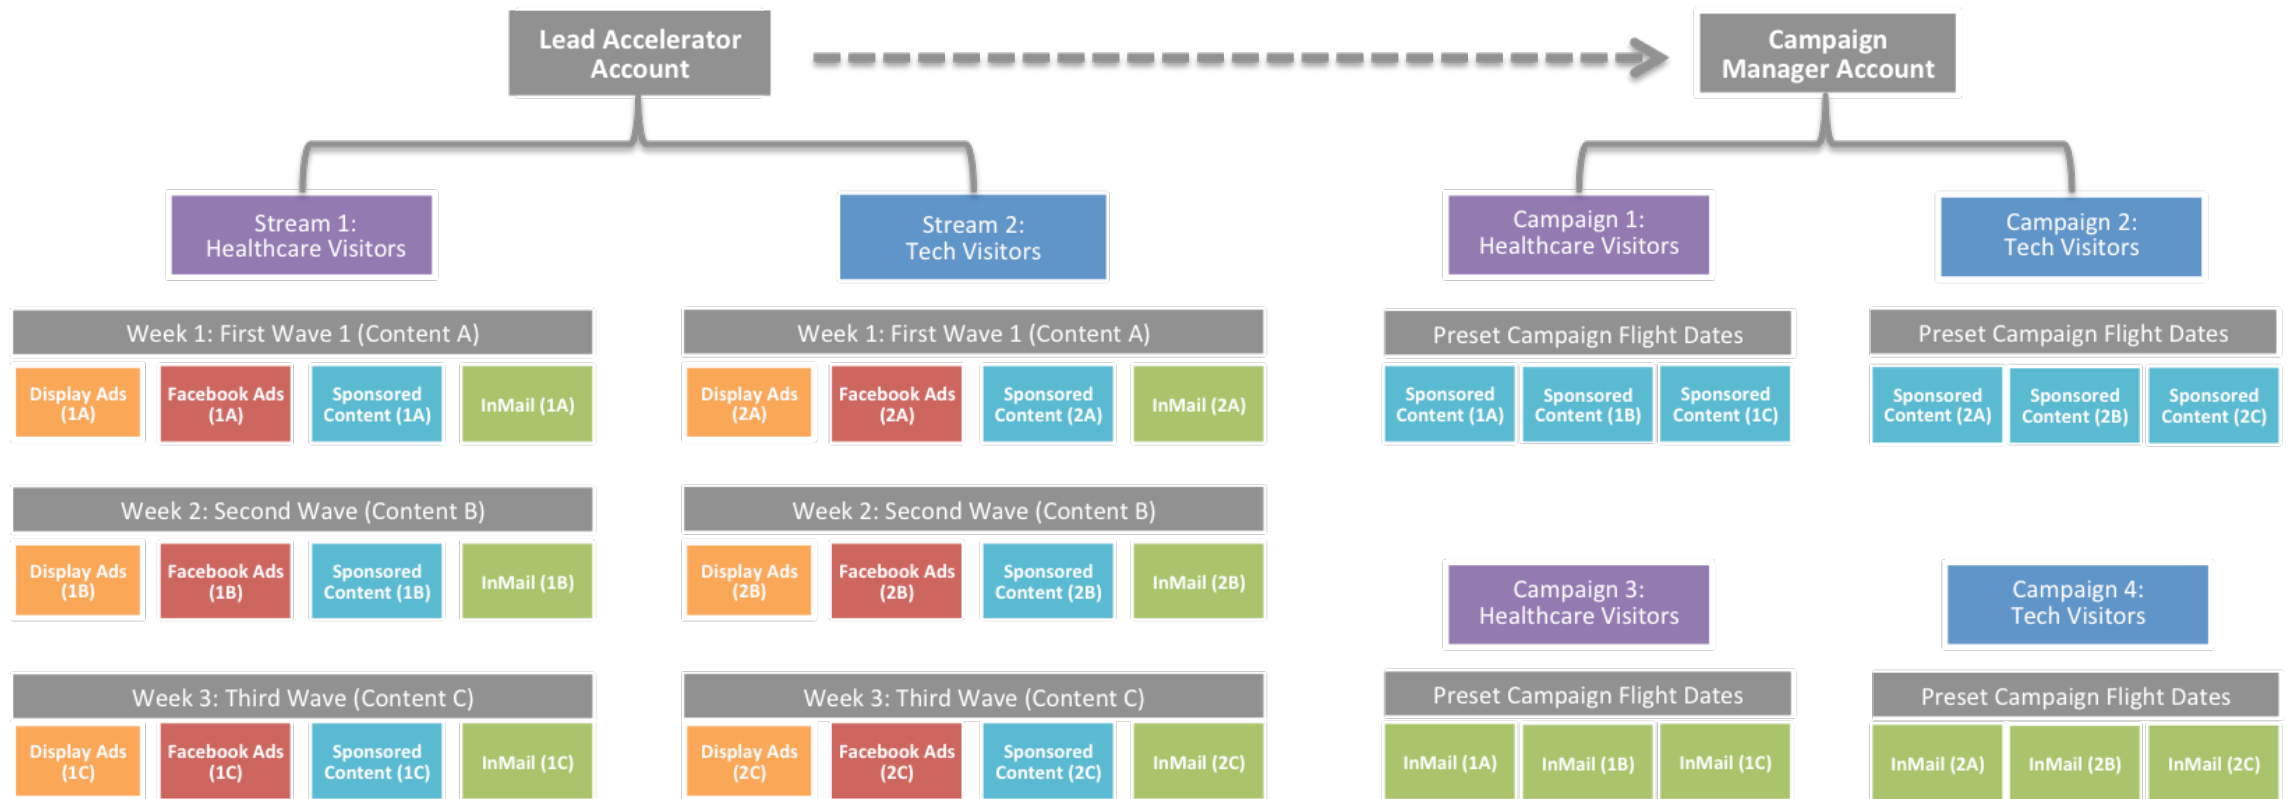 Lead Accelerator
Account
Campaign
Manager Account
Stream 1:
Healthcare Visitors
Stream 2:
Tech Visitors
Campaign 1:
Healthcare Visitors
Campaign 2:
Tech Visitors
Week 1: First Wave 1 (Content A)
Display Ads
(1A)
Facebook Ads
(1A)
Sponsored
Content (1A)
InMail (1A)
Week 1: First Wave 1 (Content A)
Display Ads
(2A)
Facebook Ads
(2A)
Sponsored
Content (2A)
InMail (2A)
Preset Campaign Flight Dates
Sponsored
Content (1A)
Sponsored
Content (1B)
Sponsored
Content (1C)
Preset Campaign Flight Dates
Sponsored
Content (2A)
Sponsored
Content (2B)
Sponsored
Content (2C)
Week 2: Second Wave (Content B)
Display Ads
(1B)
Facebook Ads
(1B)
Sponsored
Content (1B)
InMail (1B)
Week 2: Second Wave (Content B)
Display Ads
(2B)
Facebook Ads
(2B)
Sponsored
Content (2B)
InMail (2B)
Campaign 3:
Healthcare Visitors
Campaign 4:
Tech Visitors
Week 3: Third Wave (Content C)
Display Ads
(1C)
Facebook Ads
(1C)
Sponsored
Content (1C)
InMail (1C)
Week 3: Third Wave (Content C)
Display Ads
(2C)
Facebook Ads
(2C)
Sponsored
Content (2C)
InMail (2C)
Preset Campaign Flight Dates
InMail (1A)
InMail (1B)
InMail (1C)
Preset Campaign Flight Dates
InMail (2A)
InMail (2B)
InMail (2C)